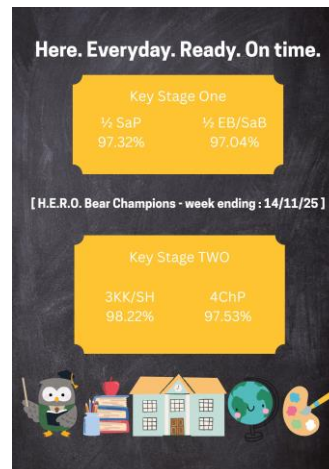 Here. Everyday. Ready. On time.
Key Stage One
½ SaP ½ EB/SaB
97.32% 97.04%
[ H.E.R.O. Bear Champions - week ending : 14/11/25 ]
Key Stage TWO
3KK/SH 4ChP
98.22% 97.53%